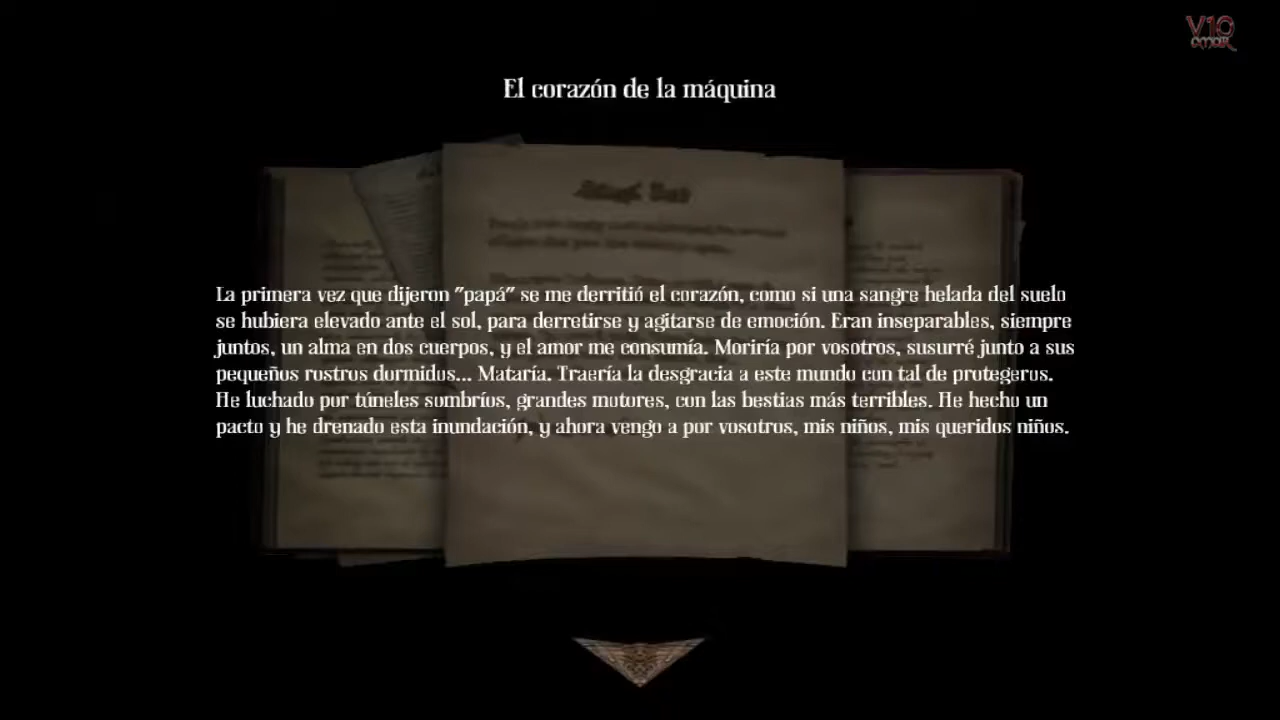 V10
OMAR
El corazón de la máquina
La primera vez que dijeron "papá" se me derritió el corazón, como si una sangre helada del suelo
se hubiera elevado ante el sol, para derretirse y agitarse de emoción. Eran inseparables, siempre
juntos, un alma en dos cuerpos, y el amor me consumía. Moriría por vosotros, susurré junto a sus
pequeños rostros dormidos... Mataría. Traería la desgracia a este mundo con tal de protegeros.
He luchado por túneles sombríos, grandes motores, con las bestias más terribles. He hecho un
pacto y he drenado esta inundación, y ahora vengo a por vosotros, mis niños, mis queridos niños.